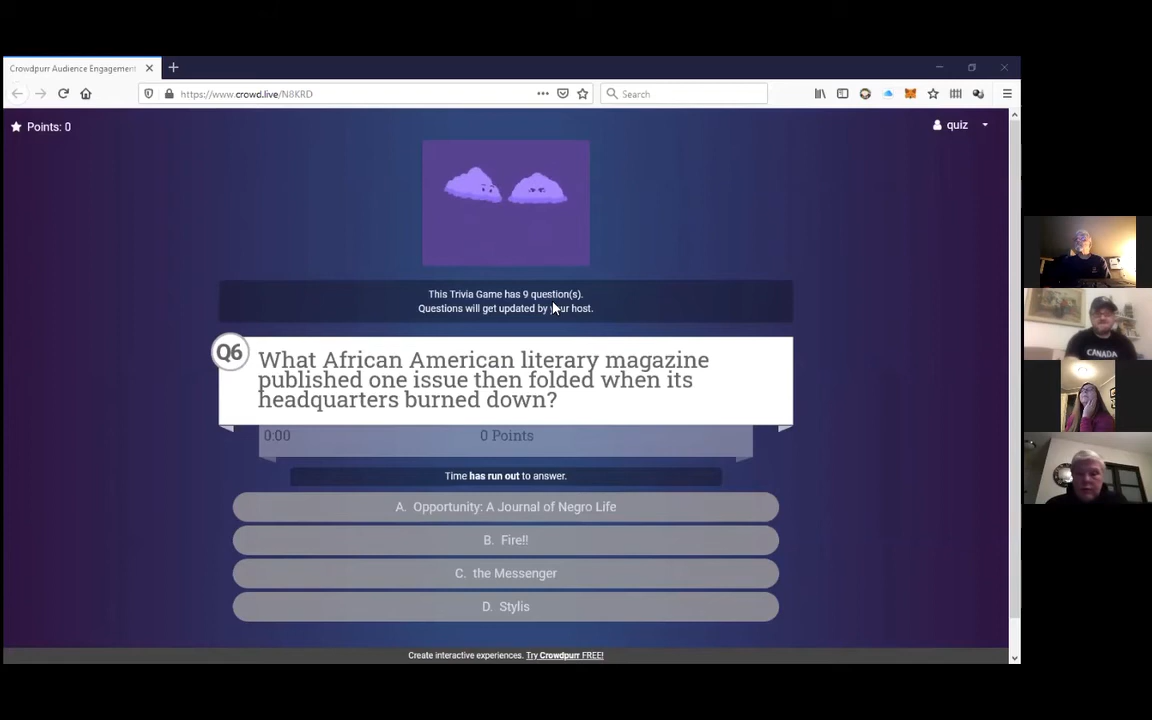 Crowdpurr Audience Engagement
https://www.crowd.live/N8KRD
Search
Points: 0
quiz
This Trivia Game has 9 question(s).
Questions will get updated by your host.
Q6
What African American literary magazine
published one issue then folded when its
headquarters burned down?
0:00
0 Points
Time has run out to answer.
A. Opportunity: A Journal of Negro Life
B. Fire!!
C. the Messenger
D. Stylis
Create interactive experiences. Try Crowdpurr FREE!
CANADA